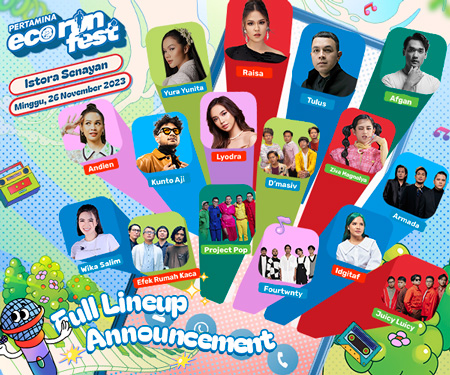 PERTAMINA
eco run
fest
Istora Senayan
Minggu, 26 November 2023
Yura Yunita
Raisa
Tulus
Afgan
Andien
Kunto Aji
Lyodra
D'masiv
Ziva Magnolya
Armada
Wika Salim
Efek Rumah Kaca
Project Pop
Fourtwnty
Idgitaf
Juicy Luicy
Full Lineup
Announcement